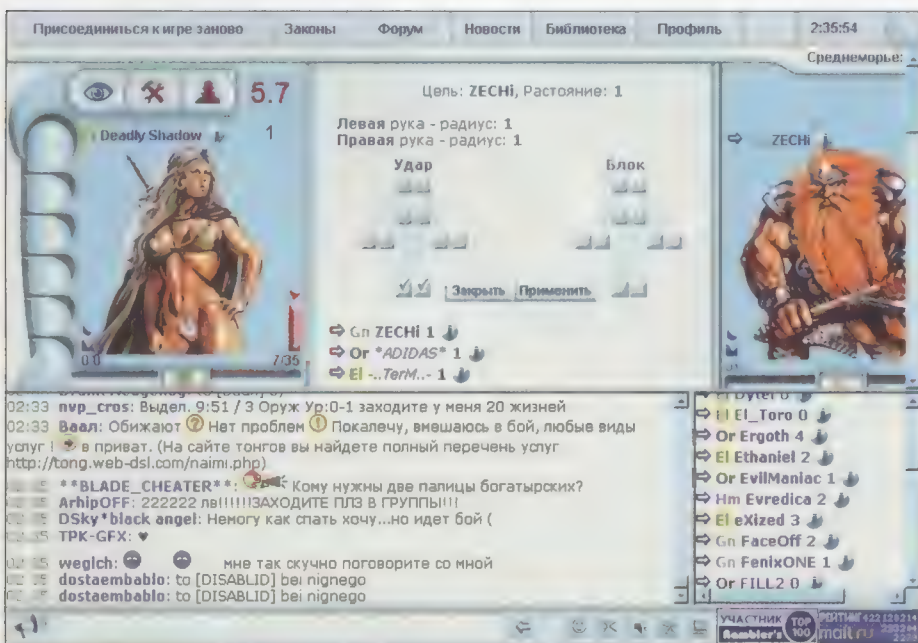 Присоединиться к игре заново Законы Форум Новости Библиотека Профиль 2:35:54
Среднеморье:
5.7
Deadly Shadow 1
0.0 7/35
Цель: ZECHi, Растояние: 1
Левая рука - радиус: 1
Правая рука - радиус: 1
Удар Блок
Закрыть Применить
Gn ZECHi 1
Or *ADIDAS* 1
El -..TerM..- 1
ZECHi
02:33 nvp_cros: Выдел. 9:51 / 3 Оруж Ур:0-1 заходите у меня 20 жизней
02:33 Ваал: Обижают Нет проблем Покалечу, вмешаюсь в бой, любые виды
услуг ! в приват. (На сайте тонгов вы найдете полный перечень услуг
http://tong.web-dsl.com/naimi.php)
**BLADE_CHEATER**: Кому нужны две палицы богатырских?
ArhipOFF: 222222 лв!!!!!!ЗАХОДИТЕ ПЛЗ В ГРУППЫ!!!!
DSky*black angel: Немогу как спать хочу...но идет бой (
TPK-GFX: ♥
weglch: мне так скучно поговорите со мной
dostaembablo: to [DISABLID] bei nignego
dostaembablo: to [DISABLID] bei nignego
El Dytel 0
El El_Toro 0
Or Ergoth 4
El Ethaniel 2
Or EvilManiac 1
Hm Evredica 2
El eXized 3
Gn FaceOff 2
Gn FenixONE 1
Or FILL2 0
УЧАСТНИК
Rambler's TOP 100
РЕЙТИНГ
mail.ru